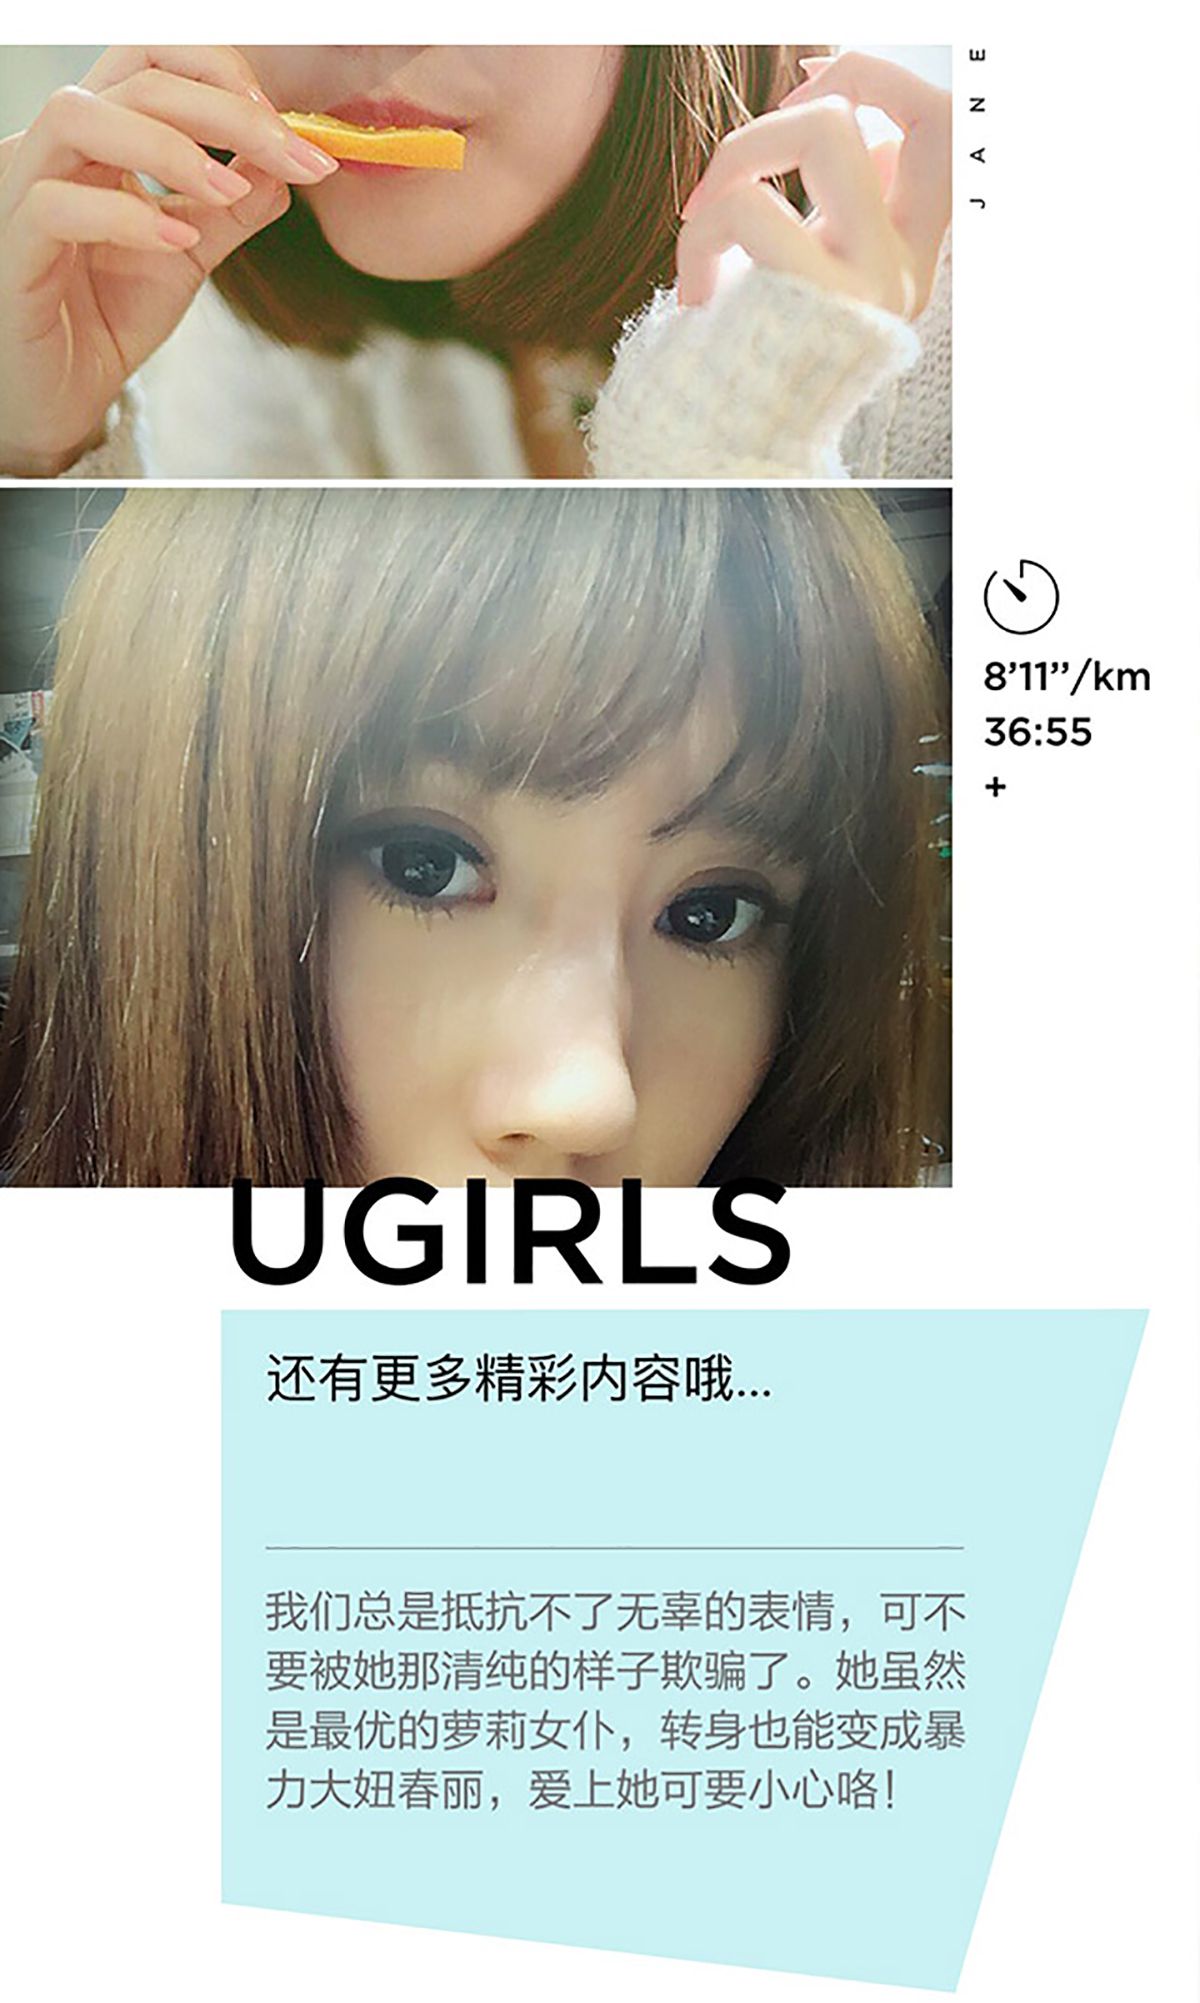 JANE
8’11”/km
36:55
+
UGIRLS
还有更多精彩内容哦...
我们总是抵抗不了无辜的表情，可不
要被她那清纯的样子欺骗了。她虽然
是最优的萝莉女仆，转身也能变成暴
力大妞春丽，爱上她可要小心咯！